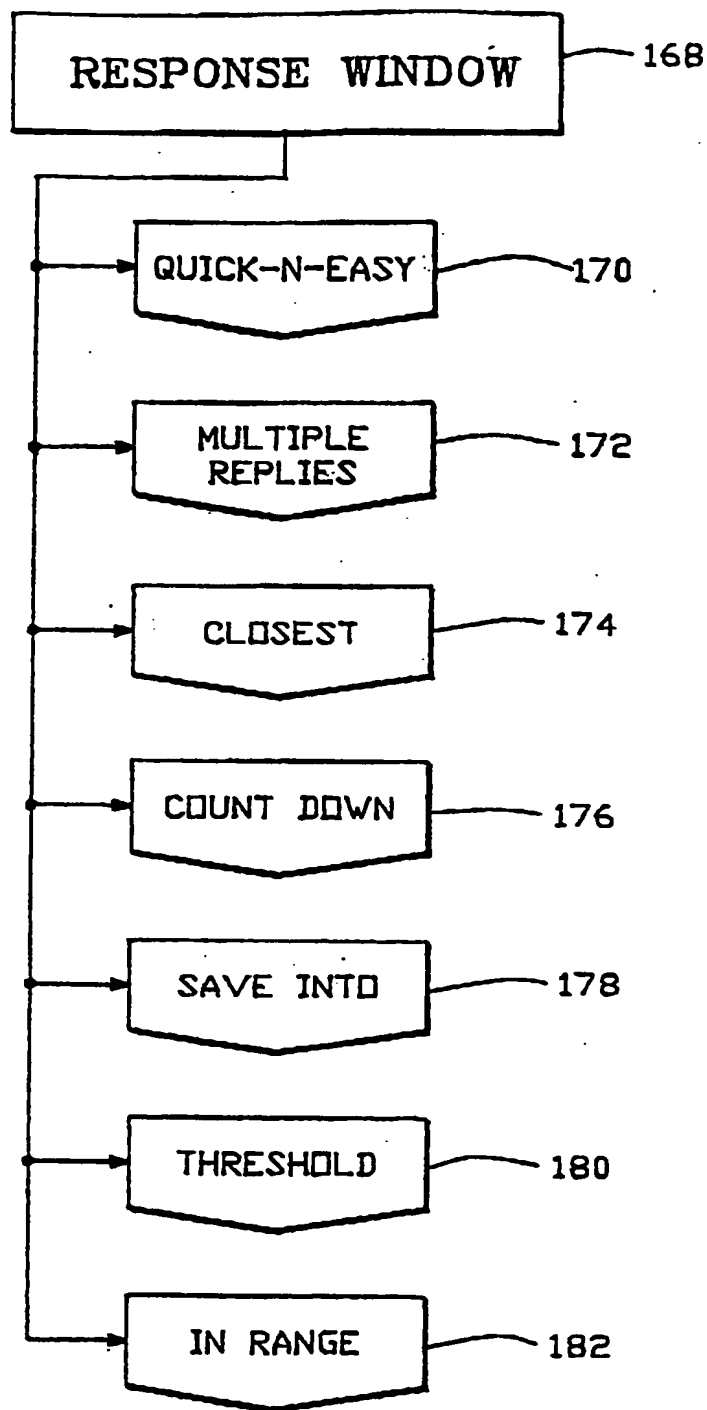 RESPONSE WINDOW
168
QUICK-N-EASY
170
MULTIPLE
REPLIES
172
CLOSEST
174
COUNT DOWN
176
SAVE INTO
178
THRESHOLD
180
IN RANGE
182